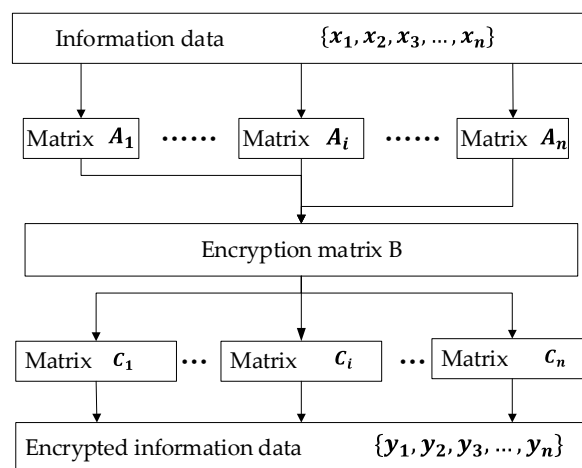 Information data {x₁, x₂, x₃, …, xₙ}
Matrix A₁ …… Matrix Aᵢ …… Matrix Aₙ
Encryption matrix B
Matrix C₁ … Matrix Cᵢ … Matrix Cₙ
Encrypted information data {y₁, y₂, y₃, …, yₙ}